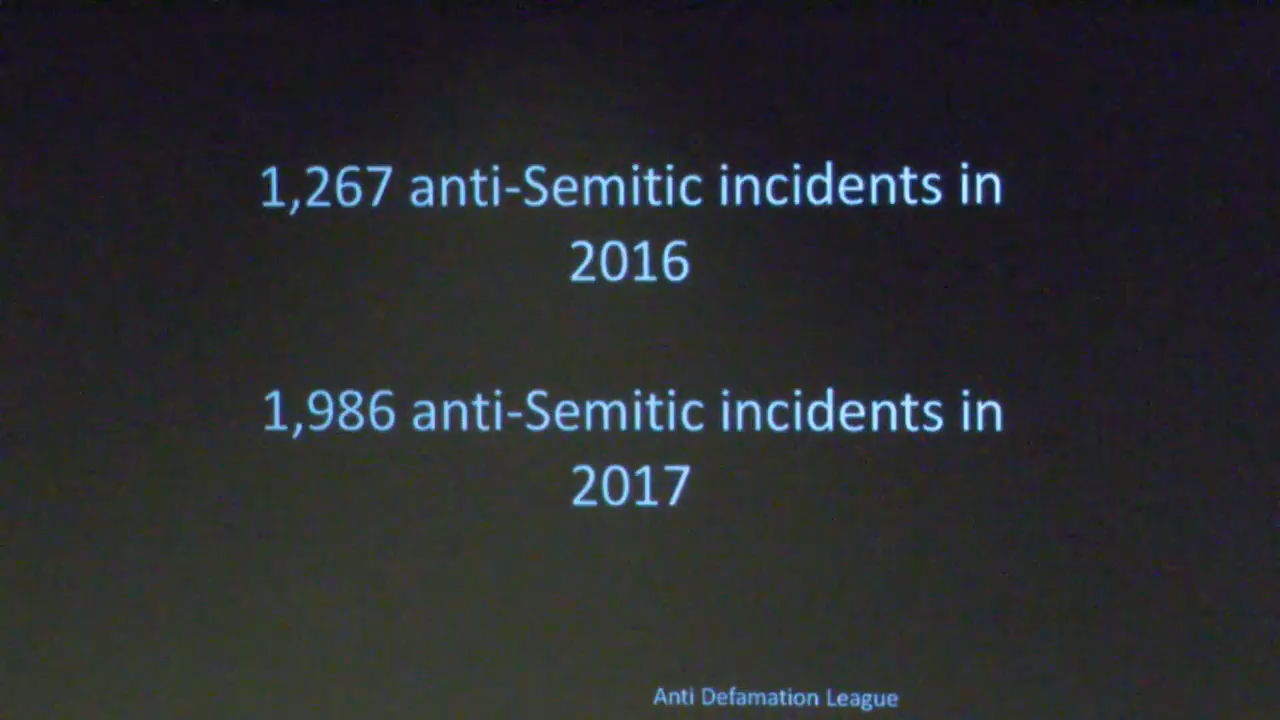 1,267 anti-Semitic incidents in
2016
1,986 anti-Semitic incidents in
2017
Anti Defamation League